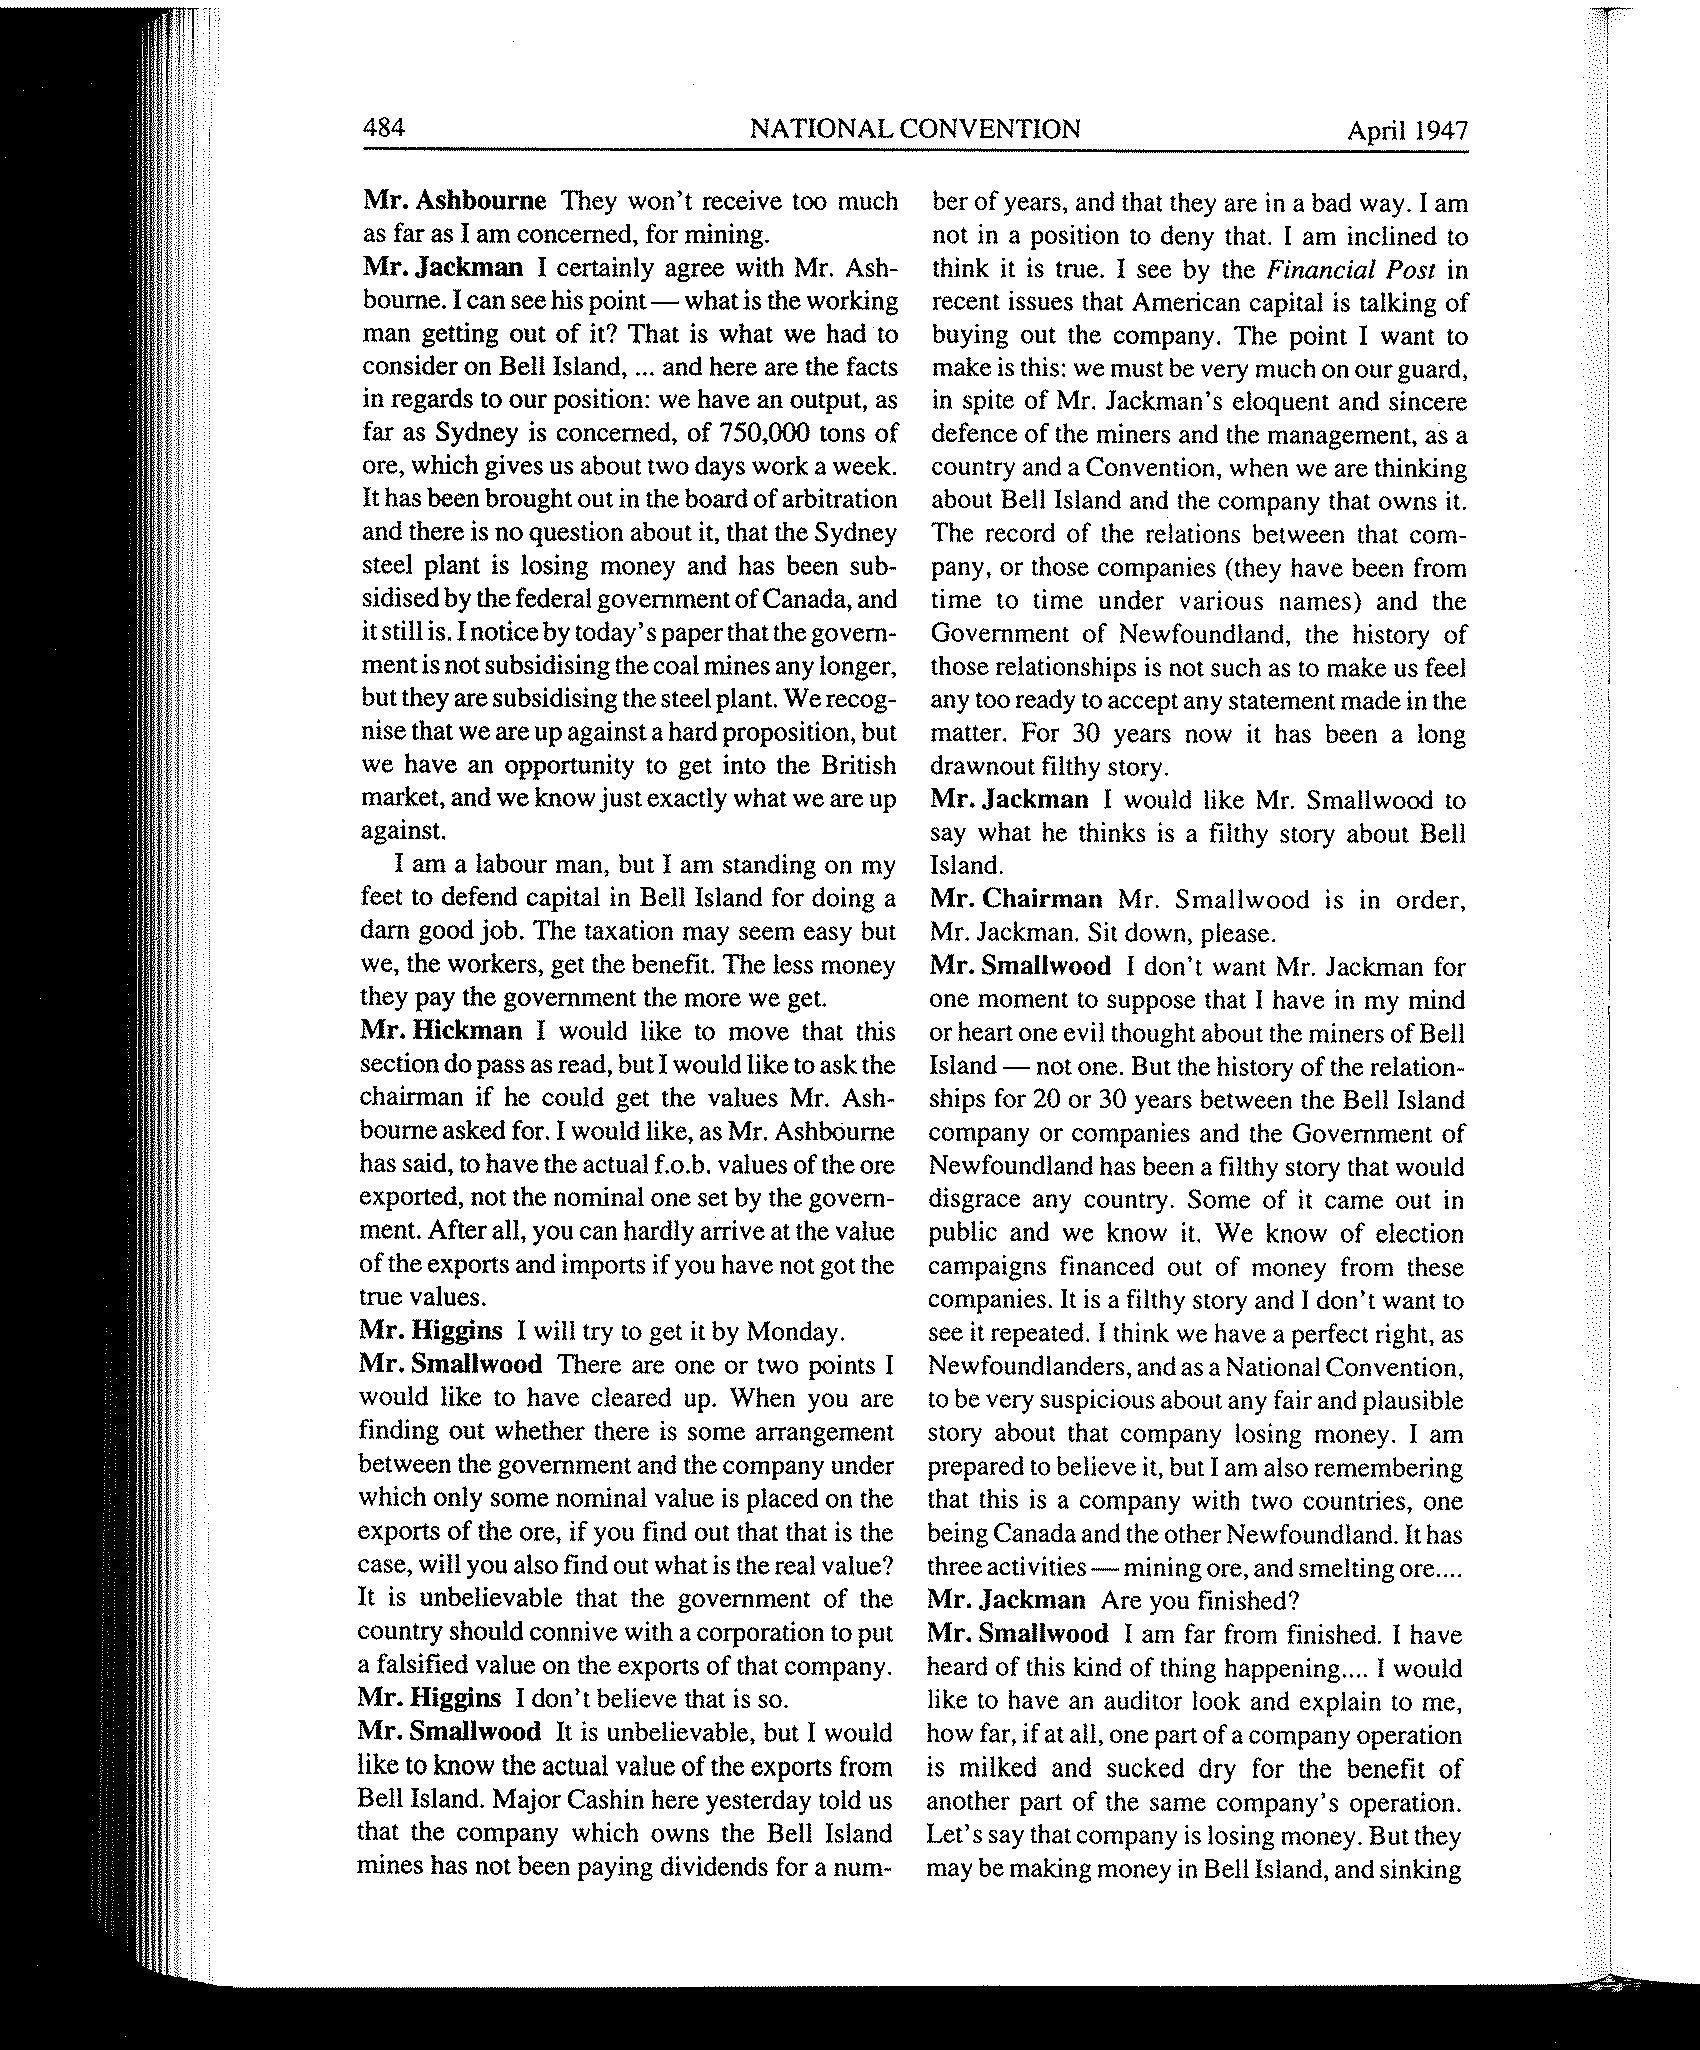 484 NATIONAL CONVENTION April 1947
Mr. Ashbourne They won't receive too much
as far as I am concerned, for mining.
Mr. Jackman I certainly agree with Mr. Ash-
bourne. I can see his point — what is the working
man getting out of it? That is what we had to
consider on Bell Island, ... and here are the facts
in regards to our position: we have an output, as
far as Sydney is concerned, of 750,000 tons of
ore, which gives us about two days work a week.
It has been brought out in the board of arbitration
and there is no question about it, that the Sydney
steel plant is losing money and has been sub-
sidised by the federal government of Canada, and
it still is. I notice by today's paper that the govern-
ment is not subsidising the coal mines any longer,
but they are subsidising the steel plant. We recog-
nise that we are up against a hard proposition, but
we have an opportunity to get into the British
market, and we know just exactly what we are up
against.
I am a labour man, but I am standing on my
feet to defend capital in Bell Island for doing a
darn good job. The taxation may seem easy but
we, the workers, get the benefit. The less money
they pay the government the more we get.
Mr. Hickman I would like to move that this
section do pass as read, but I would like to ask the
chairman if he could get the values Mr. Ash-
bourne asked for. I would like, as Mr. Ashbourne
has said, to have the actual f.o.b. values of the ore
exported, not the nominal one set by the govern-
ment. After all, you can hardly arrive at the value
of the exports and imports if you have not got the
true values.
Mr. Higgins I will try to get it by Monday.
Mr. Smallwood There are one or two points I
would like to have cleared up. When you are
finding out whether there is some arrangement
between the government and the company under
which only some nominal value is placed on the
exports of the ore, if you find out that that is the
case, will you also find out what is the real value?
It is unbelievable that the government of the
country should connive with a corporation to put
a falsified value on the exports of that company.
Mr. Higgins I don't believe that is so.
Mr. Smallwood It is unbelievable, but I would
like to know the actual value of the exports from
Bell Island. Major Cashin here yesterday told us
that the company which owns the Bell Island
mines has not been paying dividends for a num-
ber of years, and that they are in a bad way. I am
not in a position to deny that. I am inclined to
think it is true. I see by the Financial Post in
recent issues that American capital is talking of
buying out the company. The point I want to
make is this: we must be very much on our guard,
in spite of Mr. Jackman's eloquent and sincere
defence of the miners and the management, as a
country and a Convention, when we are thinking
about Bell Island and the company that owns it.
The record of the relations between that com-
pany, or those companies (they have been from
time to time under various names) and the
Government of Newfoundland, the history of
those relationships is not such as to make us feel
any too ready to accept any statement made in the
matter. For 30 years now it has been a long
drawnout filthy story.
Mr. Jackman I would like Mr. Smallwood to
say what he thinks is a filthy story about Bell
Island.
Mr. Chairman Mr. Smallwood is in order,
Mr. Jackman. Sit down, please.
Mr. Smallwood I don't want Mr. Jackman for
one moment to suppose that I have in my mind
or heart one evil thought about the miners of Bell
Island — not one. But the history of the relation-
ships for 20 or 30 years between the Bell Island
company or companies and the Government of
Newfoundland has been a filthy story that would
disgrace any country. Some of it came out in
public and we know it. We know of election
campaigns financed out of money from these
companies. It is a filthy story and I don't want to
see it repeated. I think we have a perfect right, as
Newfoundlanders, and as a National Convention,
to be very suspicious about any fair and plausible
story about that company losing money. I am
prepared to believe it, but I am also remembering
that this is a company with two countries, one
being Canada and the other Newfoundland. It has
three activities — mining ore, and smelting ore....
Mr. Jackman Are you finished?
Mr. Smallwood I am far from finished. I have
heard of this kind of thing happening.... I would
like to have an auditor look and explain to me,
how far, if at all, one part of a company operation
is milked and sucked dry for the benefit of
another part of the same company's operation.
Let's say that company is losing money. But they
may be making money in Bell Island, and sinking